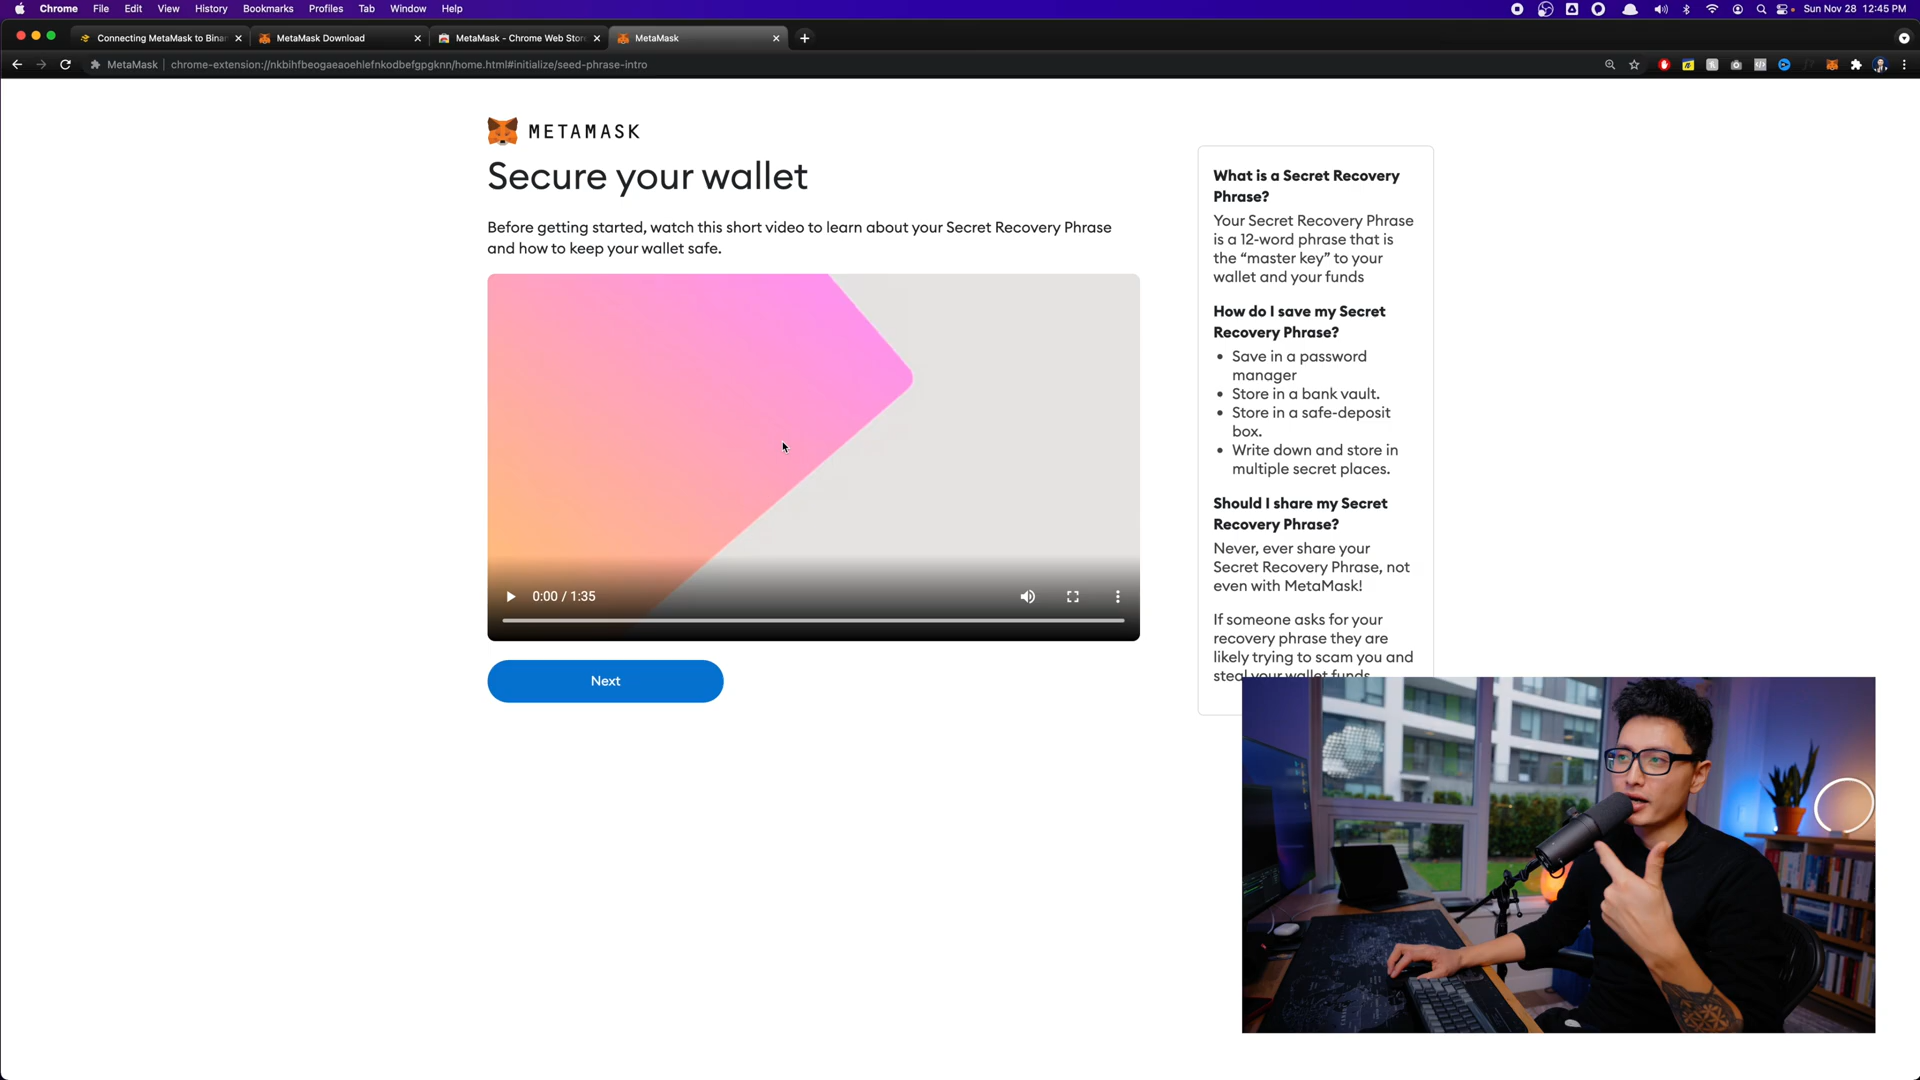 Chrome File Edit View History Bookmarks Profiles Tab Window Help Sun Nov 28 12:45 PM
Connecting MetaMask to Bina MetaMask Download MetaMask - Chrome Web Stor MetaMask
MetaMask chrome-extension://nkbihfbeogaeaoehlefnkodbefgpgknn/home.html#initialize/seed-phrase-intro
METAMASK
Secure your wallet
Before getting started, watch this short video to learn about your Secret Recovery Phrase
and how to keep your wallet safe.
0:00 / 1:35
Next
What is a Secret Recovery
Phrase?
Your Secret Recovery Phrase
is a 12-word phrase that is
the “master key” to your
wallet and your funds
How do I save my Secret
Recovery Phrase?
• Save in a password
manager
• Store in a bank vault.
• Store in a safe-deposit
box.
• Write down and store in
multiple secret places.
Should I share my Secret
Recovery Phrase?
Never, ever share your
Secret Recovery Phrase, not
even with MetaMask!
If someone asks for your
recovery phrase they are
likely trying to scam you and
steal your wallet funds